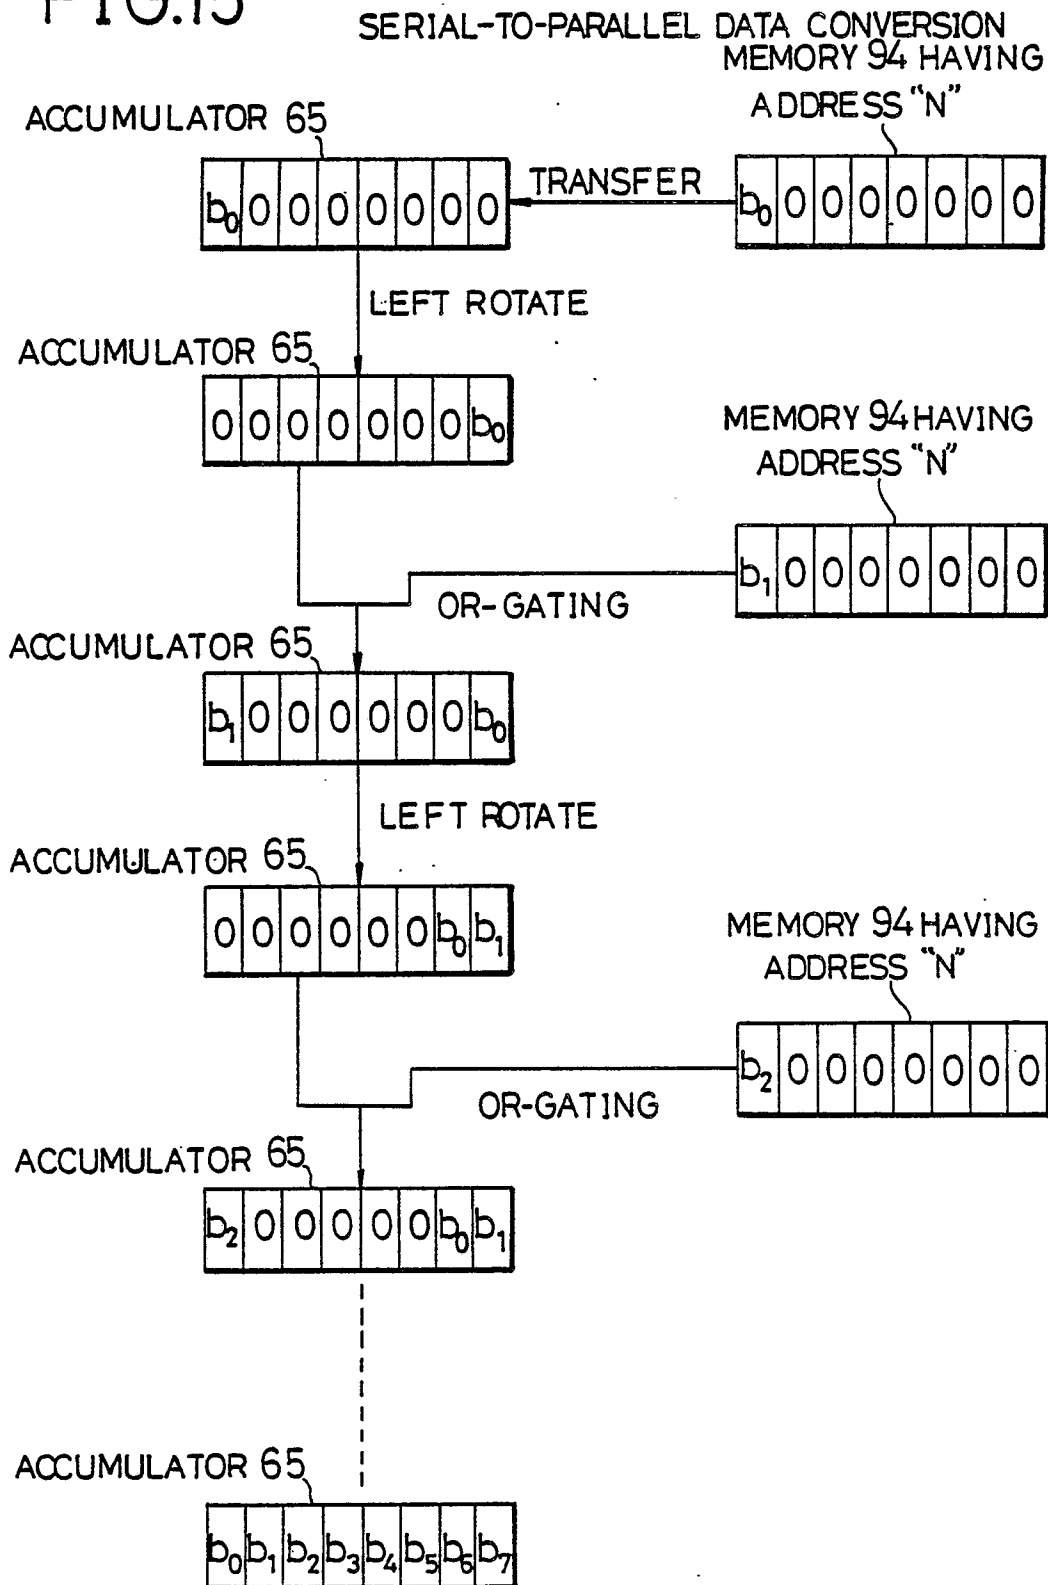 FIG.15
SERIAL-TO-PARALLEL DATA CONVERSION
MEMORY 94 HAVING
ADDRESS "N"
ACCUMULATOR 65
b0 0 0 0 0 0 0 0
TRANSFER
b0 0 0 0 0 0 0 0
LEFT ROTATE
ACCUMULATOR 65
0 0 0 0 0 0 0 b0
MEMORY 94 HAVING
ADDRESS "N"
b1 0 0 0 0 0 0 0
OR-GATING
ACCUMULATOR 65
b1 0 0 0 0 0 0 b0
LEFT ROTATE
ACCUMULATOR 65
0 0 0 0 0 0 b0 b1
MEMORY 94 HAVING
ADDRESS "N"
b2 0 0 0 0 0 0 0
OR-GATING
ACCUMULATOR 65
b2 0 0 0 0 0 b0 b1
ACCUMULATOR 65
b0 b1 b2 b3 b4 b5 b6 b7